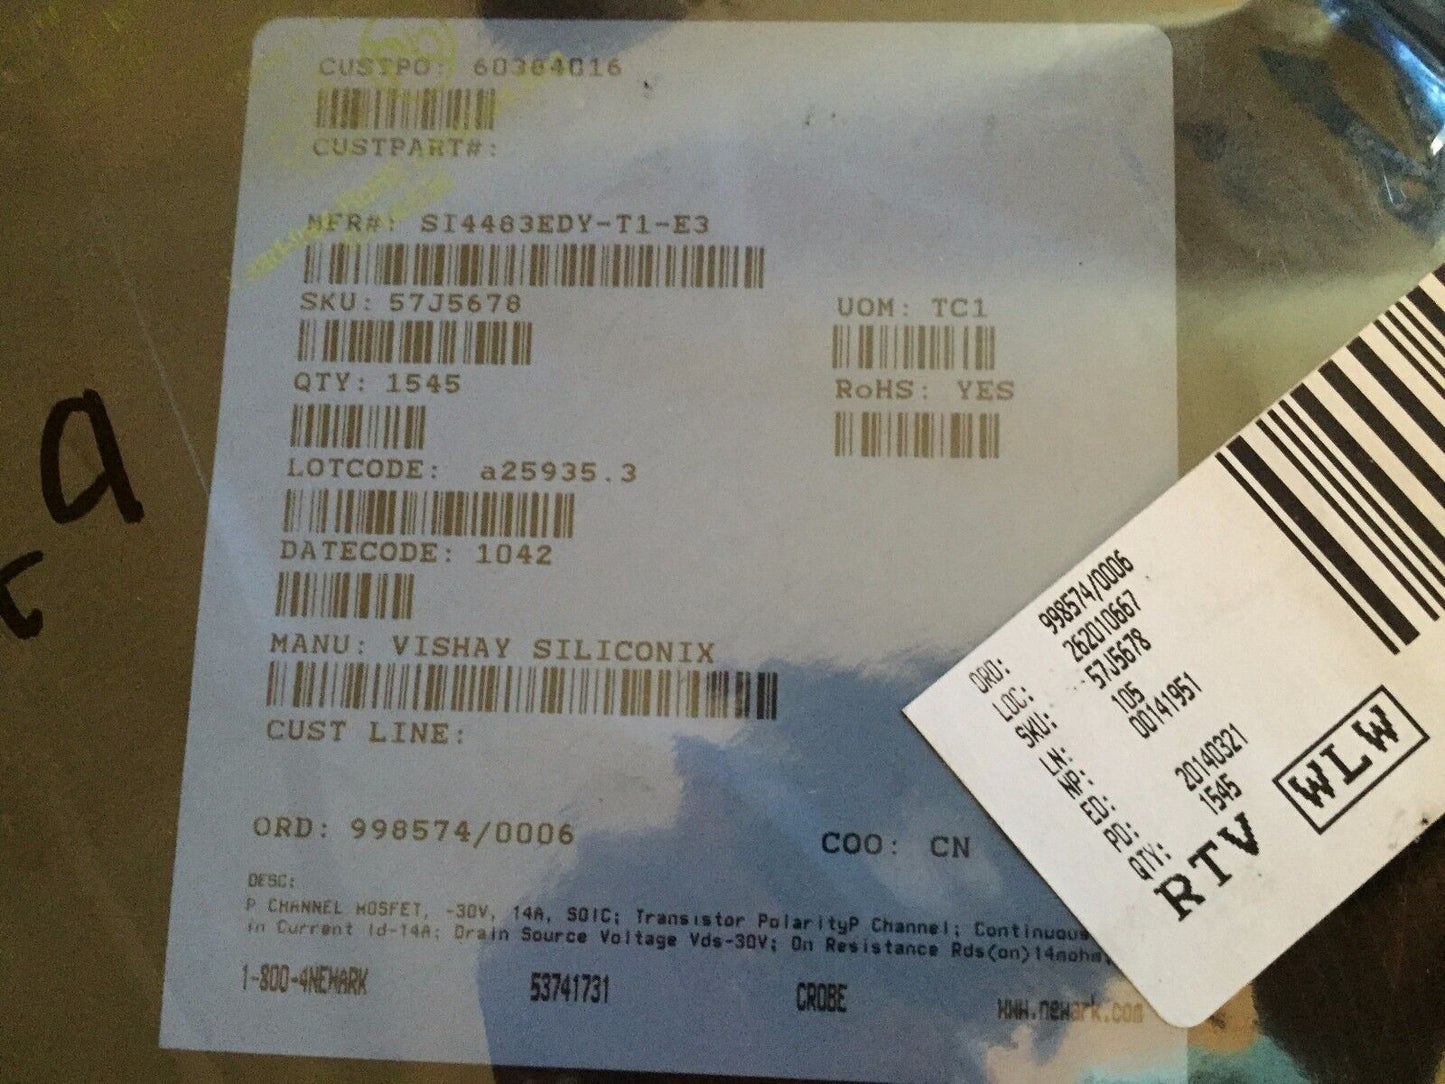 CUSTPO: 60384016
CUSTPART#:
MFR#: SI4483EDY-T1-E3
SKU: 57J5678
UOM: TC1
QTY: 1545
RoHS: YES
LOTCODE: a25935.3
DATECODE: 1042
MANU: VISHAY SILICONIX
CUST LINE:
ORD: 998574/0006
COO: CN
DESC:
P CHANNEL MOSFET, -30V, 14A, SOIC; Transistor PolarityP Channel; Continuous
in Current Id-14A; Drain Source Voltage Vds-30V; On Resistance Rds(on)14mohm;
1-800-4NEWARK
53741731
CROBE
www.newark.com
ORD: 998574/0006
LOC: 262010667
SKU: 57J5678
LN: 105
WP: 00141951
ED:
PO: 20140321
QTY: 1545
RTV
WLW
a